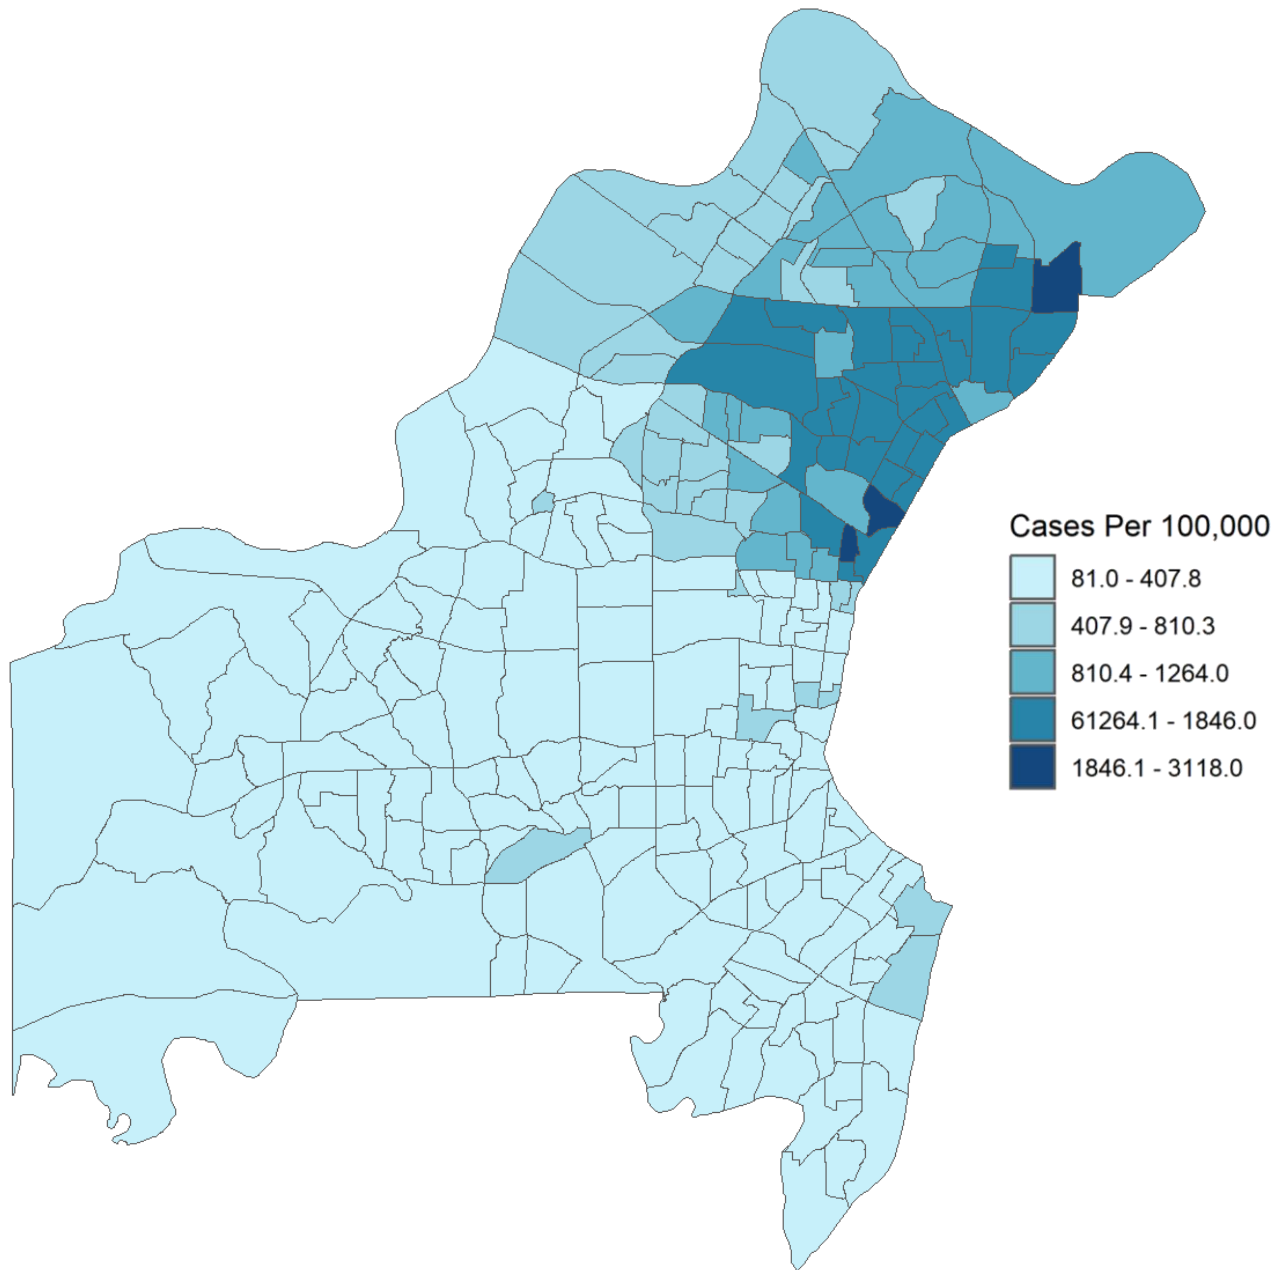 Cases Per 100,000
81.0 - 407.8
407.9 - 810.3
810.4 - 1264.0
61264.1 - 1846.0
1846.1 - 3118.0